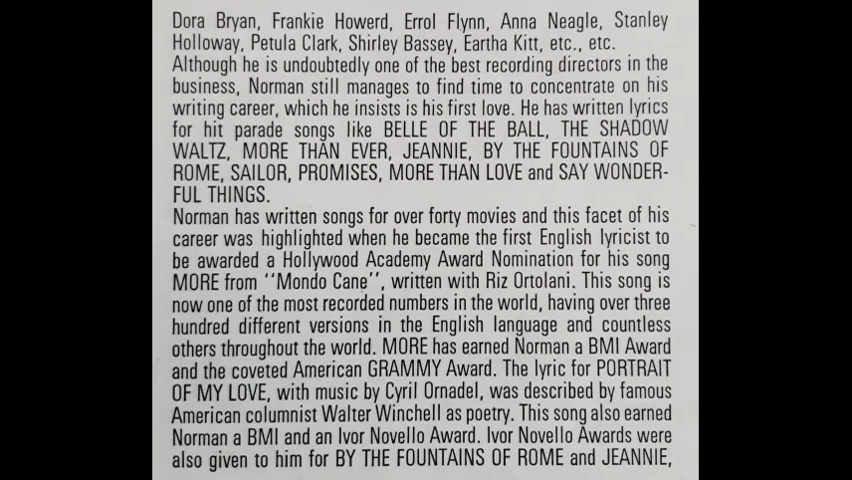 Dora Bryan, Frankie Howerd, Errol Flynn, Anna Neagle, Stanley
Holloway, Petula Clark, Shirley Bassey, Eartha Kitt, etc., etc.
Although he is undoubtedly one of the best recording directors in the
business, Norman still manages to find time to concentrate on his
writing career, which he insists is his first love. He has written lyrics
for hit parade songs like BELLE OF THE BALL, THE SHADOW
WALTZ, MORE THAN EVER, JEANNIE, BY THE FOUNTAINS OF
ROME, SAILOR, PROMISES, MORE THAN LOVE and SAY WONDER-
FUL THINGS.
Norman has written songs for over forty movies and this facet of his
career was highlighted when he became the first English lyricist to
be awarded a Hollywood Academy Award Nomination for his song
MORE from ''Mondo Cane'', written with Riz Ortolani. This song is
now one of the most recorded numbers in the world, having over three
hundred different versions in the English language and countless
others throughout the world. MORE has earned Norman a BMI Award
and the coveted American GRAMMY Award. The lyric for PORTRAIT
OF MY LOVE, with music by Cyril Ornadel, was described by famous
American columnist Walter Winchell as poetry. This song also earned
Norman a BMI and an Ivor Novello Award. Ivor Novello Awards were
also given to him for BY THE FOUNTAINS OF ROME and JEANNIE,